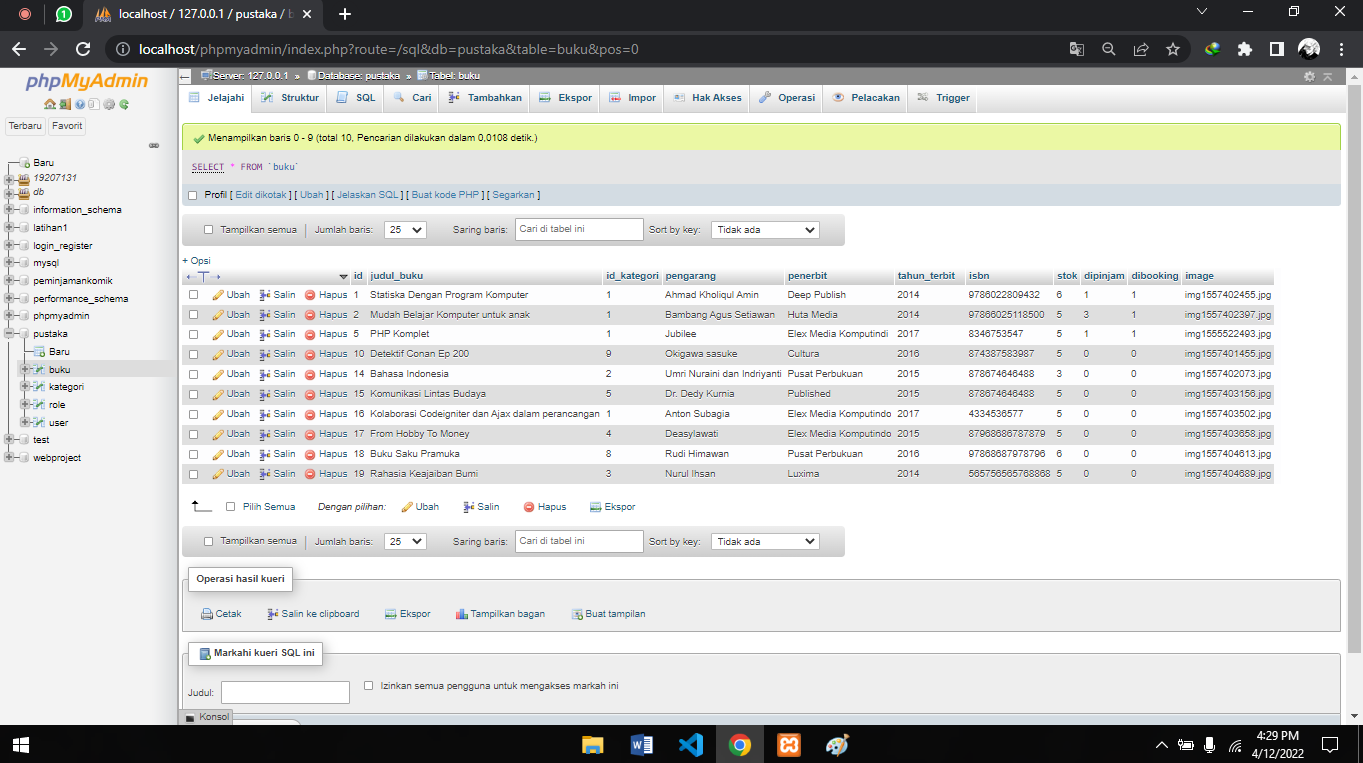 localhost / 127.0.0.1 / pustaka / b
localhost/phpmyadmin/index.php?route=/sql&db=pustaka&table=buku&pos=0
phpMyAdmin
Terbaru Favorit
Baru
19207131
db
information_schema
latihan1
login_register
mysql
peminjamankomik
performance_schema
phpmyadmin
pustaka
Baru
buku
kategori
role
user
test
webproject
Server: 127.0.0.1 » Database: pustaka » Tabel: buku
Jelajahi Struktur SQL Cari Tambahkan Ekspor Impor Hak Akses Operasi Pelacakan Trigger
Menampilkan baris 0 - 9 (total 10, Pencarian dilakukan dalam 0,0108 detik.)
SELECT * FROM `buku`
Profil [ Edit dikotak ] [ Ubah ] [ Jelaskan SQL ] [ Buat kode PHP ] [ Segarkan ]
Tampilkan semua | Jumlah baris: 25 Saring baris: Cari di tabel ini Sort by key: Tidak ada
+ Opsi
←T→ id judul_buku id_kategori pengarang penerbit tahun_terbit isbn stok dipinjam dibooking image
Ubah Salin Hapus 1 Statiska Dengan Program Komputer 1 Ahmad Kholiqul Amin Deep Publish 2014 9786022809432 6 1 1 img1557402455.jpg
Ubah Salin Hapus 2 Mudah Belajar Komputer untuk anak 1 Bambang Agus Setiawan Huta Media 2014 97866025118500 5 3 1 img1557402397.jpg
Ubah Salin Hapus 5 PHP Komplet 1 Jubilee Elex Media Komputindi 2017 8346753547 5 1 1 img1555522493.jpg
Ubah Salin Hapus 10 Detektif Conan Ep 200 9 Okigawa sasuke Cultura 2016 874387583987 5 0 0 img1557401455.jpg
Ubah Salin Hapus 14 Bahasa Indonesia 2 Umri Nuraini dan Indriyanti Pusat Perbukuan 2015 878674646488 3 0 0 img1557402073.jpg
Ubah Salin Hapus 15 Komunikasi Lintas Budaya 5 Dr. Dedy Kurnia Published 2015 878674646488 5 0 0 img1557403156.jpg
Ubah Salin Hapus 16 Kolaborasi Codeigniter dan Ajax dalam perancangan 1 Anton Subagia Elex Media Komputindo 2017 4334536577 5 0 0 img1557403502.jpg
Ubah Salin Hapus 17 From Hobby To Money 4 Deasylawati Elex Media Komputindo 2015 87968686787879 5 0 0 img1557403658.jpg
Ubah Salin Hapus 18 Buku Saku Pramuka 8 Rudi Himawan Pusat Perbukuan 2016 97868687978796 6 0 0 img1557404613.jpg
Ubah Salin Hapus 19 Rahasia Keajaiban Bumi 3 Nurul Ihsan Luxima 2014 565756565768868 5 0 0 img1557404689.jpg
Pilih Semua Dengan pilihan: Ubah Salin Hapus Ekspor
Tampilkan semua | Jumlah baris: 25 Saring baris: Cari di tabel ini Sort by key: Tidak ada
Operasi hasil kueri
Cetak Salin ke clipboard Ekspor Tampilkan bagan Buat tampilan
Markahi kueri SQL ini
Judul: Izinkan semua pengguna untuk mengakses markah ini
Konsol
4:29 PM
4/12/2022